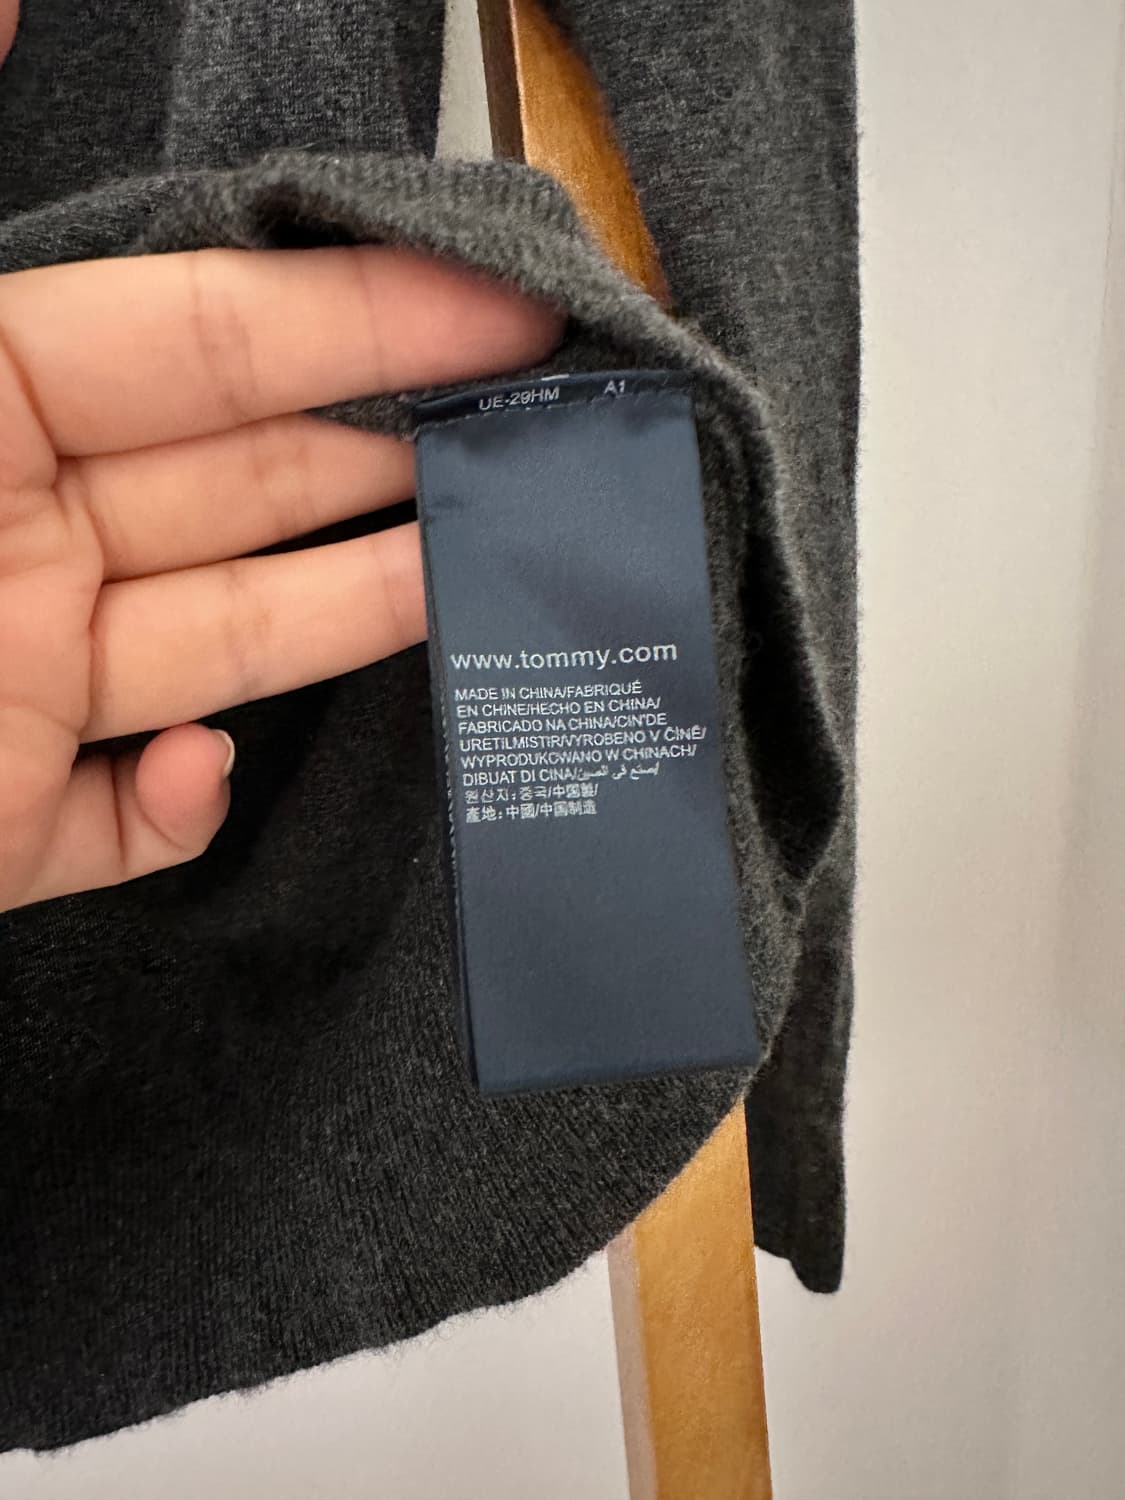 UE-29HM A1
www.tommy.com
MADE IN CHINA/FABRIQUÉ
EN CHINE/HECHO EN CHINA/
FABRICADO NA CHINA/CIN'DE
URETILMISTIR/VYROBENO V ČÍNĚ/
WYPRODUKOWANO W CHINACH/
DIBUAT DI CINA/يصنع في الصين/
원산지: 중국/中国製/
產地: 中國/中国制造